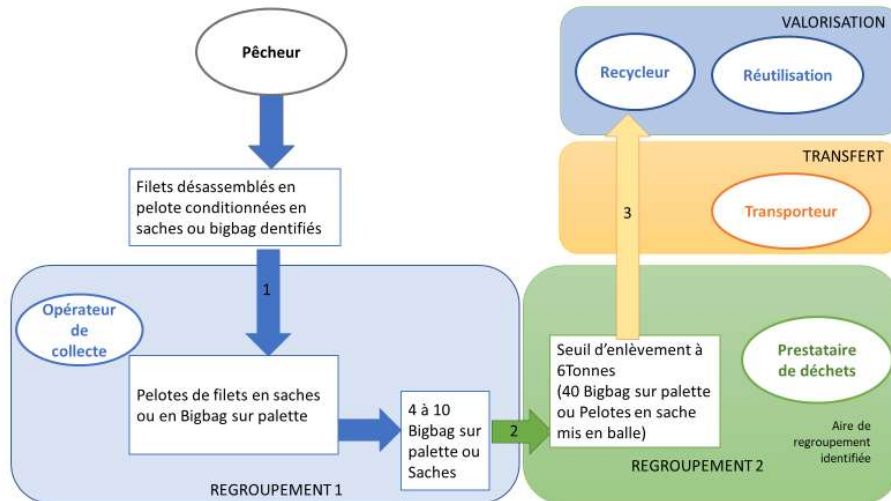 Pêcheur
Filets désassemblés en
pelote conditionnées en
saches ou bigbag dentifiés
1
Opérateur
de
collecte
Pelotes de filets en saches
ou en Bigbag sur palette
4 à 10
Bigbag sur
palette ou
Saches
REGROUPEMENT 1
2
VALORISATION
Recycleur
Réutilisation
TRANSFERT
Transporteur
3
Seuil d'enlèvement à
6Tonnes
(40 Bigbag sur palette
ou Pelotes en sache
mis en balle)
Prestataire
de déchets
Aire de
regroupement
identifiée
REGROUPEMENT 2